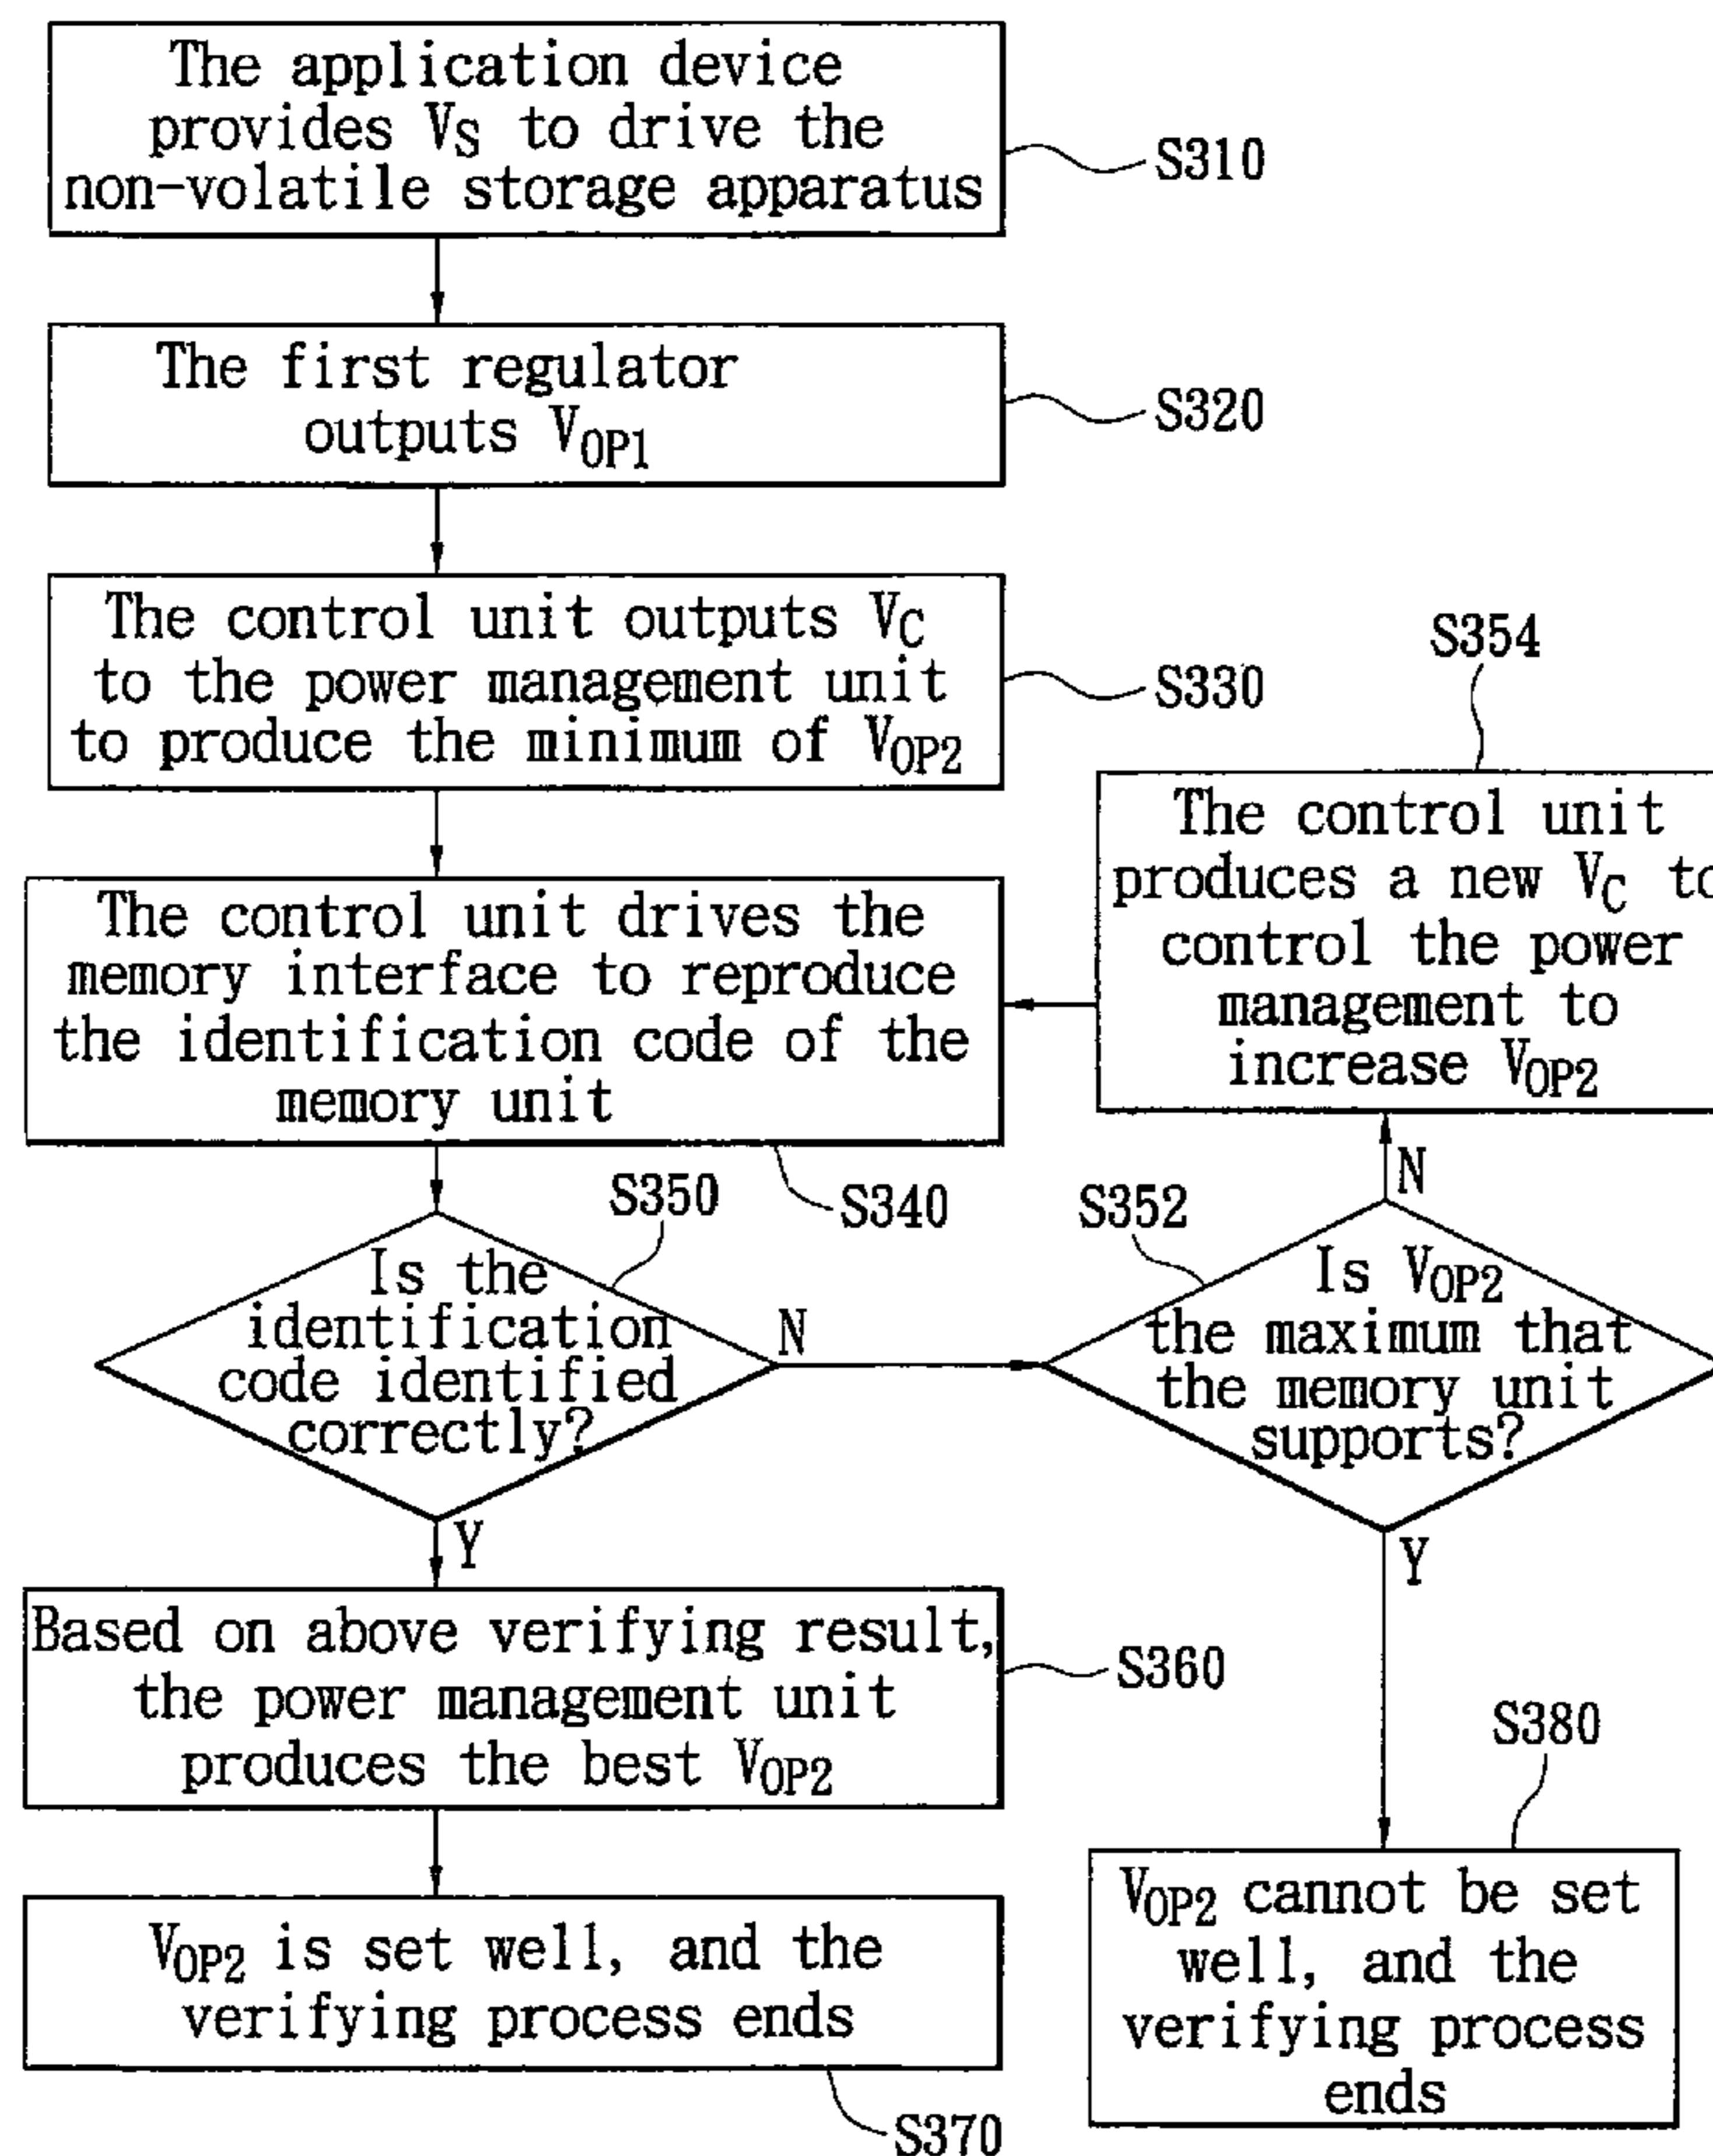 The application device
provides VS to drive the
non-volatile storage apparatus
S310
The first regulator
outputs VOP1
S320
The control unit outputs VC
to the power management unit
to produce the minimum of VOP2
S330
The control unit drives the
memory interface to reproduce
the identification code of the
memory unit
S340
S354
The control unit
produces a new VC to
control the power
management to
increase VOP2
S350
Is the
identification
code identified
correctly?
N
Y
S352
N
Is VOP2
the maximum that
the memory unit
supports?
Y
Based on above verifying result,
the power management unit
produces the best VOP2
S360
VOP2 is set well, and the
verifying process ends
S370
S380
VOP2 cannot be set
well, and the
verifying process
ends